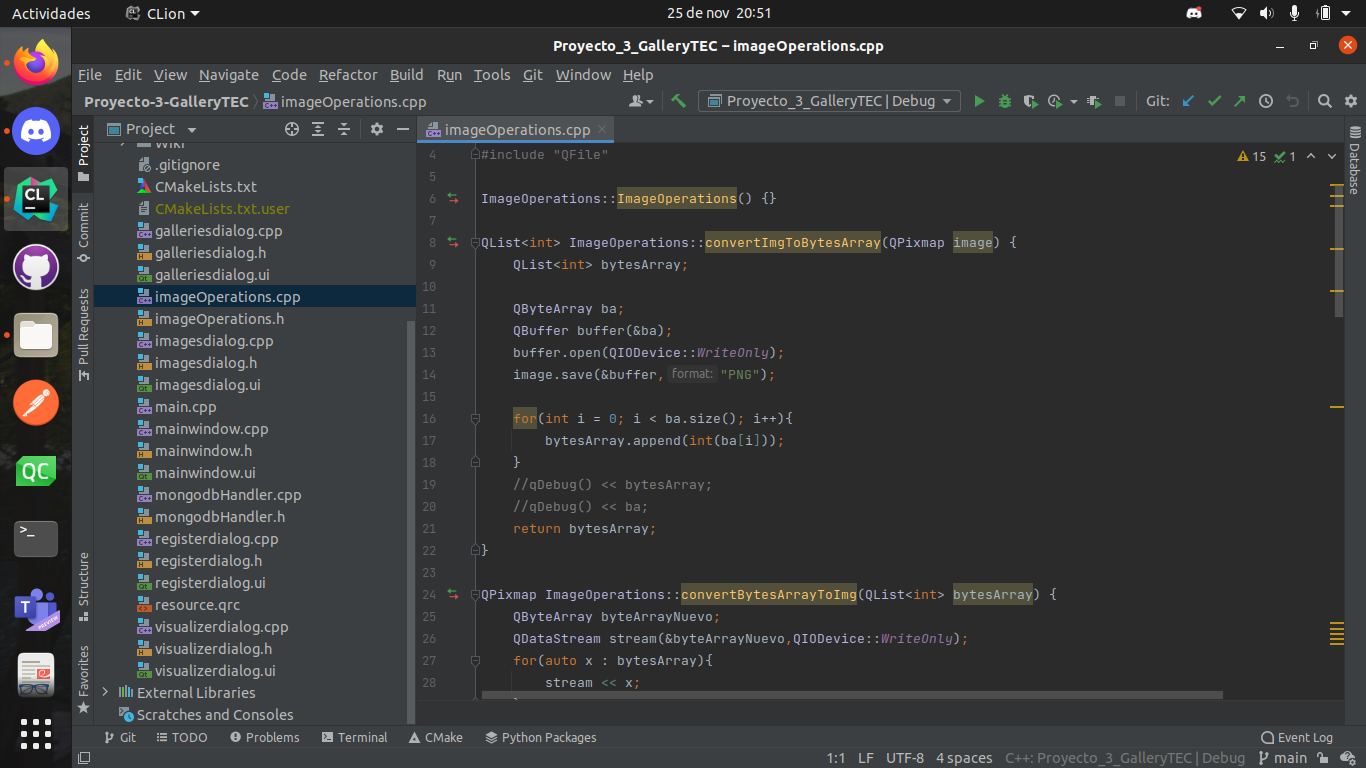 Actividades CLion 25 de nov 20:51
Proyecto_3_GalleryTEC – imageOperations.cpp
File Edit View Navigate Code Refactor Build Run Tools Git Window Help
Proyecto-3-GalleryTEC imageOperations.cpp Proyecto_3_GalleryTEC | Debug Git:
Project
Commit
Pull Requests
Structure
Favorites
Project
Wiki
.gitignore
CMakeLists.txt
CMakeLists.txt.user
galleriesdialog.cpp
galleriesdialog.h
galleriesdialog.ui
imageOperations.cpp
imageOperations.h
imagesdialog.cpp
imagesdialog.h
imagesdialog.ui
main.cpp
mainwindow.cpp
mainwindow.h
mainwindow.ui
mongodbHandler.cpp
mongodbHandler.h
registerdialog.cpp
registerdialog.h
registerdialog.ui
resource.qrc
visualizerdialog.cpp
visualizerdialog.h
visualizerdialog.ui
External Libraries
Scratches and Consoles
imageOperations.cpp
15 1
4 #include "QFile"
5
6 ImageOperations::ImageOperations() {}
7
8 QList<int> ImageOperations::convertImgToBytesArray(QPixmap image) {
9 QList<int> bytesArray;
10
11 QByteArray ba;
12 QBuffer buffer(&ba);
13 buffer.open(QIODevice::WriteOnly);
14 image.save(&buffer, format: "PNG");
15
16 for(int i = 0; i < ba.size(); i++){
17 bytesArray.append(int(ba[i]));
18 }
19 //qDebug() << bytesArray;
20 //qDebug() << ba;
21 return bytesArray;
22 }
23
24 QPixmap ImageOperations::convertBytesArrayToImg(QList<int> bytesArray) {
25 QByteArray byteArrayNuevo;
26 QDataStream stream(&byteArrayNuevo,QIODevice::WriteOnly);
27 for(auto x : bytesArray){
28 stream << x;
Database
CL
QC
>_
T
PREVIEW
Git TODO Problems Terminal CMake Python Packages Event Log
1:1 LF UTF-8 4 spaces C++: Proyecto_3_GalleryTEC | Debug main